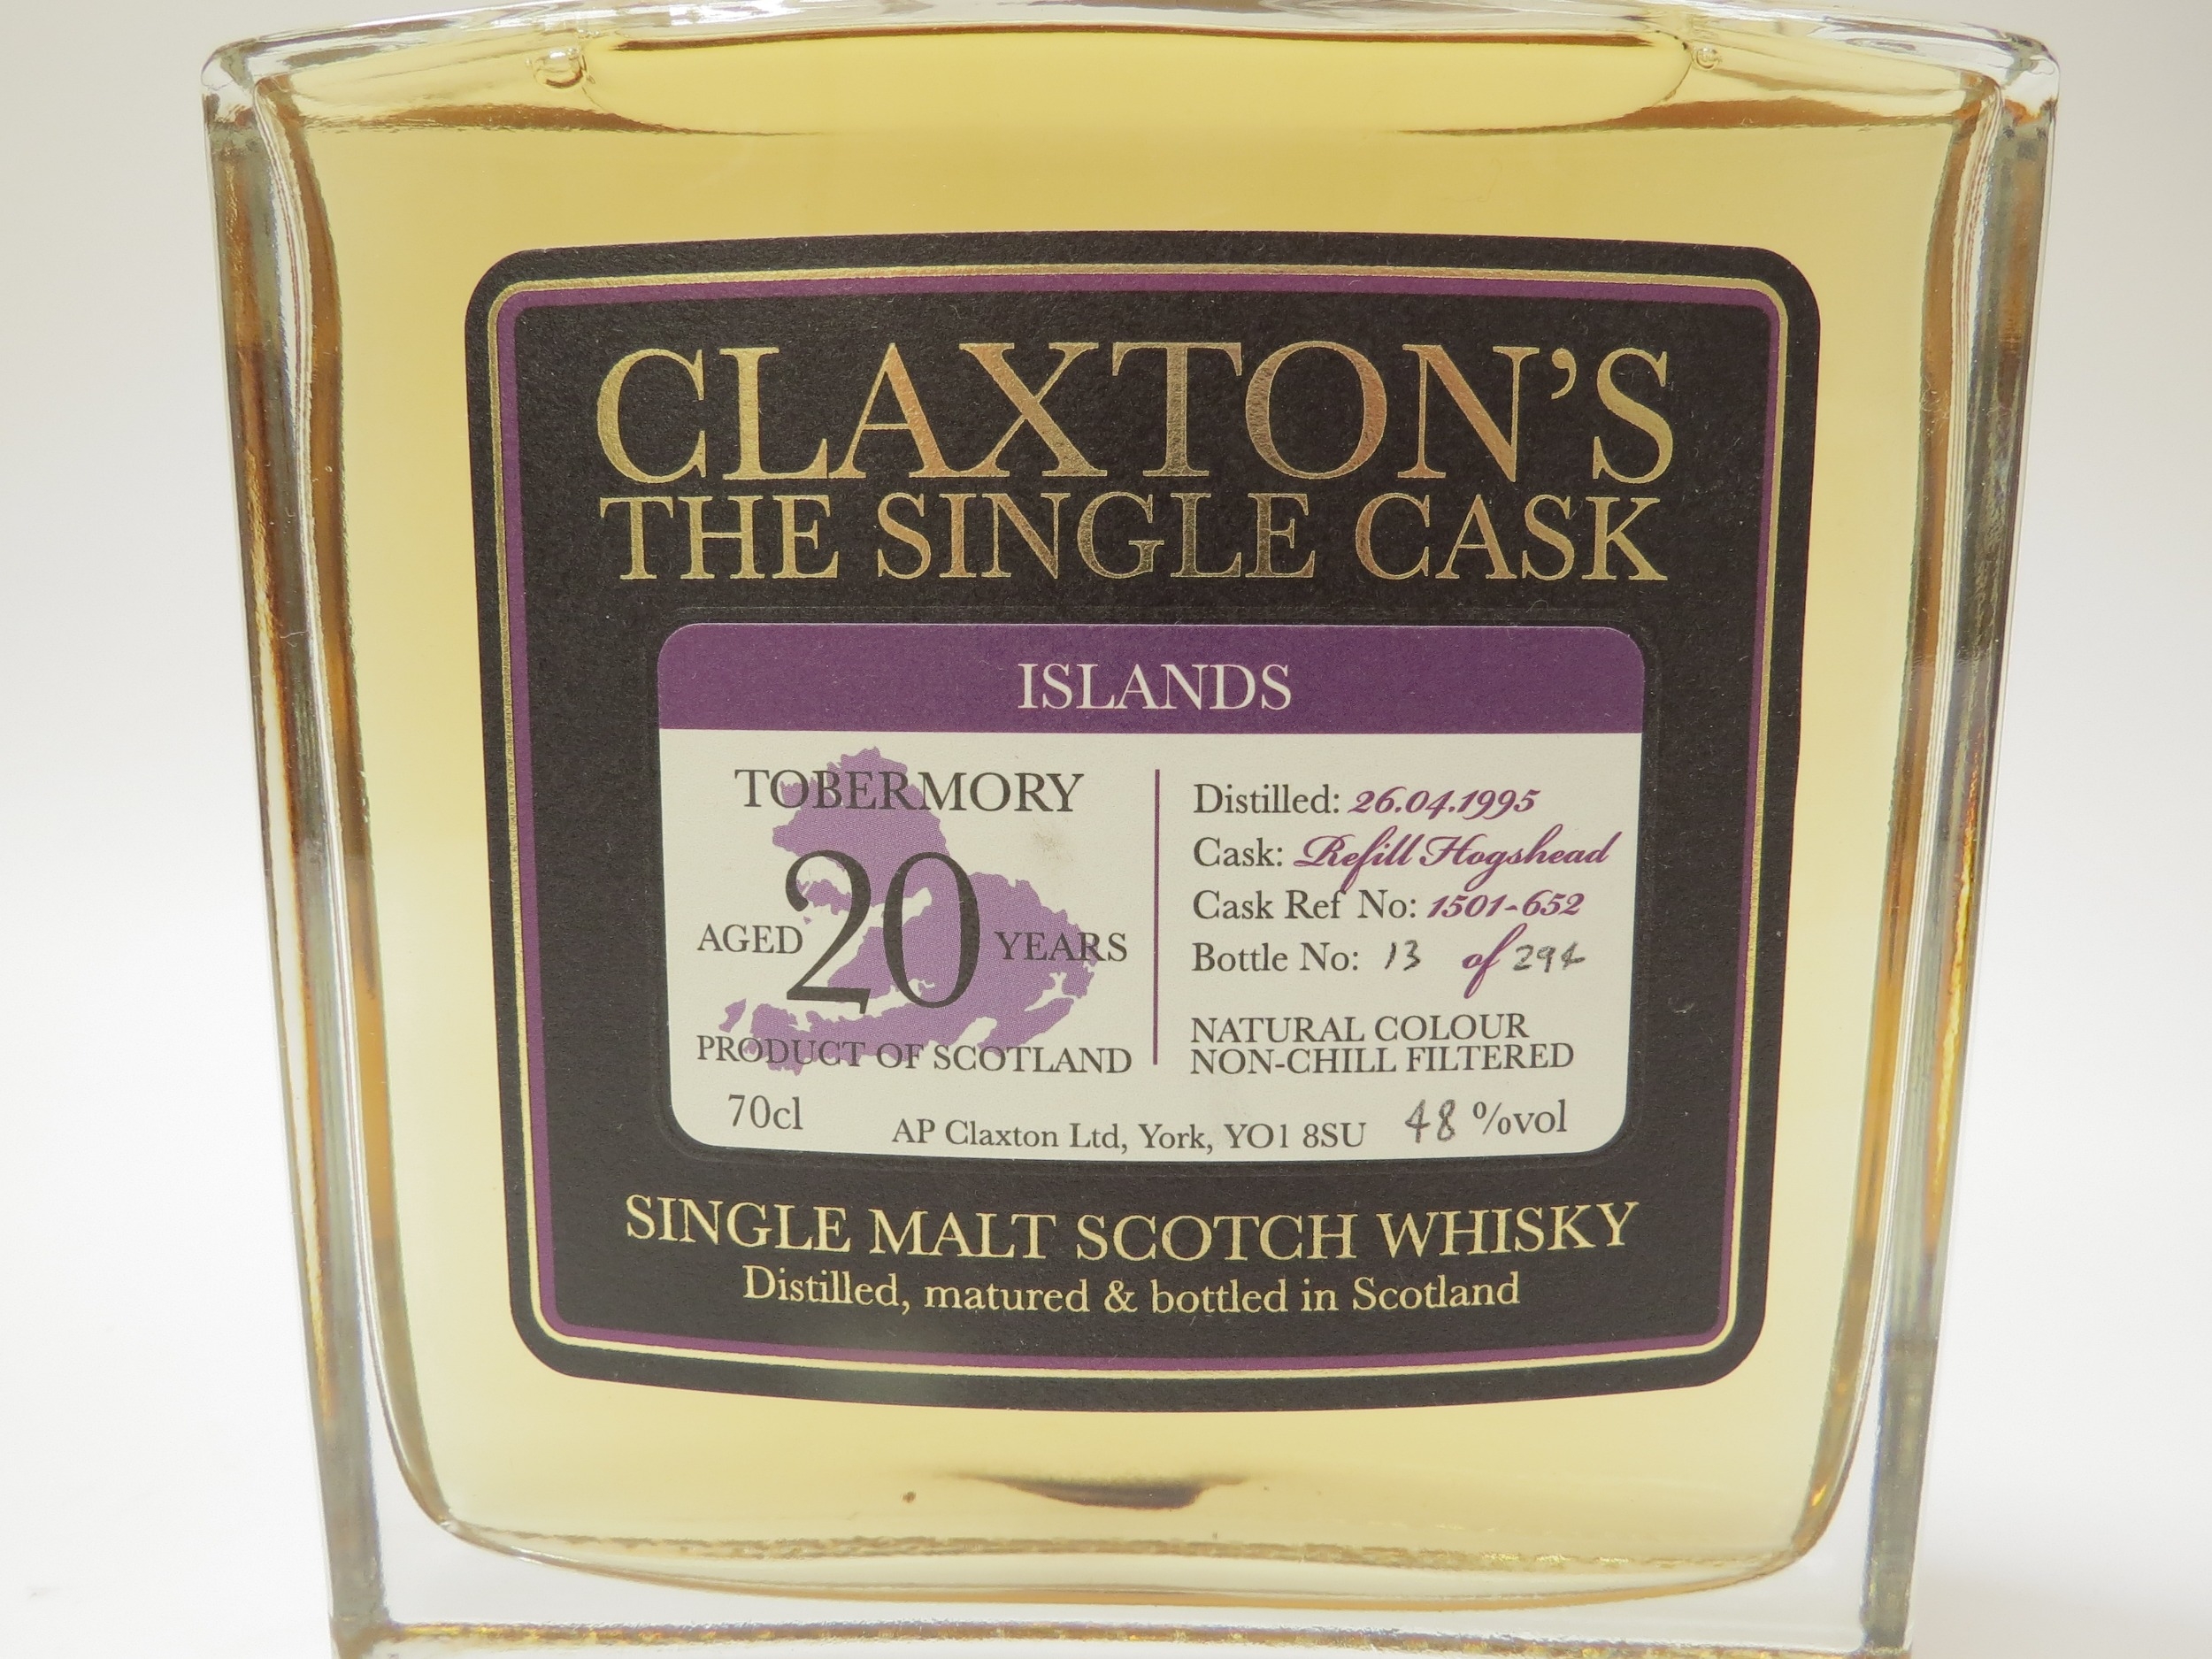 CLAXTON'S
THE SINGLE CASK
ISLANDS
TOBERMORY
AGED 20 YEARS
PRODUCT OF SCOTLAND
Distilled: 26.04.1995
Cask: Refill Hogshead
Cask Ref No: 1501-652
Bottle No: 13 of 294
NATURAL COLOUR
NON-CHILL FILTERED
70cl AP Claxton Ltd, York, YO1 8SU 48 %vol
SINGLE MALT SCOTCH WHISKY
Distilled, matured & bottled in Scotland